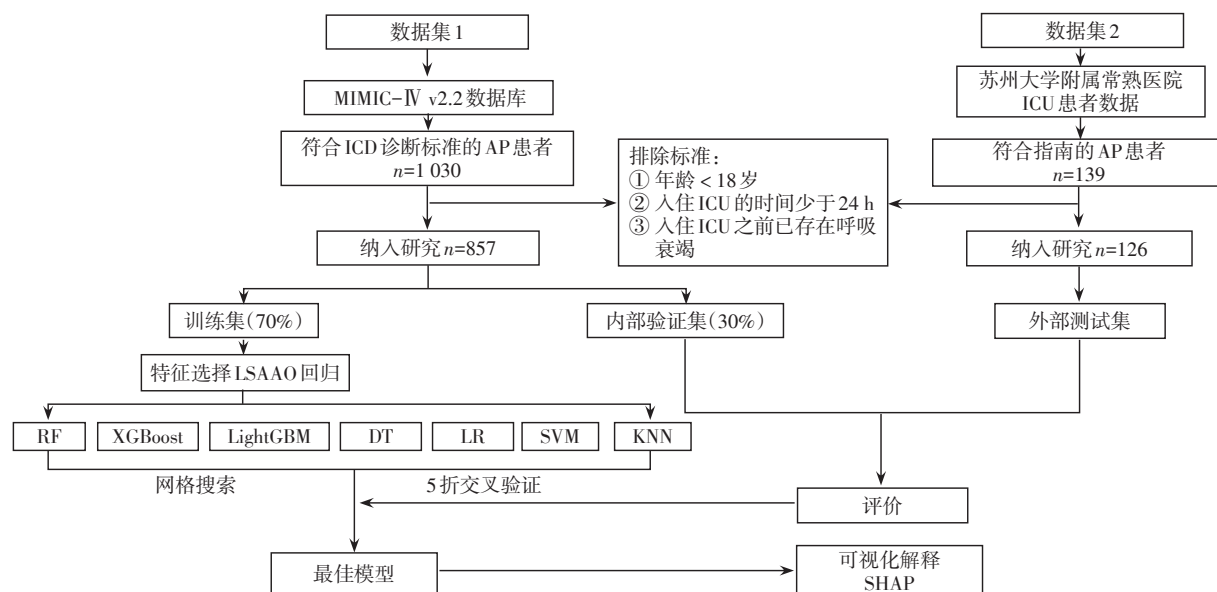 数据集1
数据集2
MIMIC-Ⅳ v2.2数据库
苏州大学附属常熟医院
ICU患者数据
符合ICD诊断标准的AP患者
n=1 030
排除标准：
① 年龄＜18岁
② 入住ICU的时间少于24 h
③ 入住ICU之前已存在呼吸
衰竭
符合指南的AP患者
n=139
纳入研究n=857
纳入研究n=126
训练集(70%)
内部验证集(30%)
外部测试集
特征选择LSAAO回归
RF
XGBoost
LightGBM
DT
LR
SVM
KNN
网格搜索
5折交叉验证
评价
最佳模型
可视化解释
SHAP